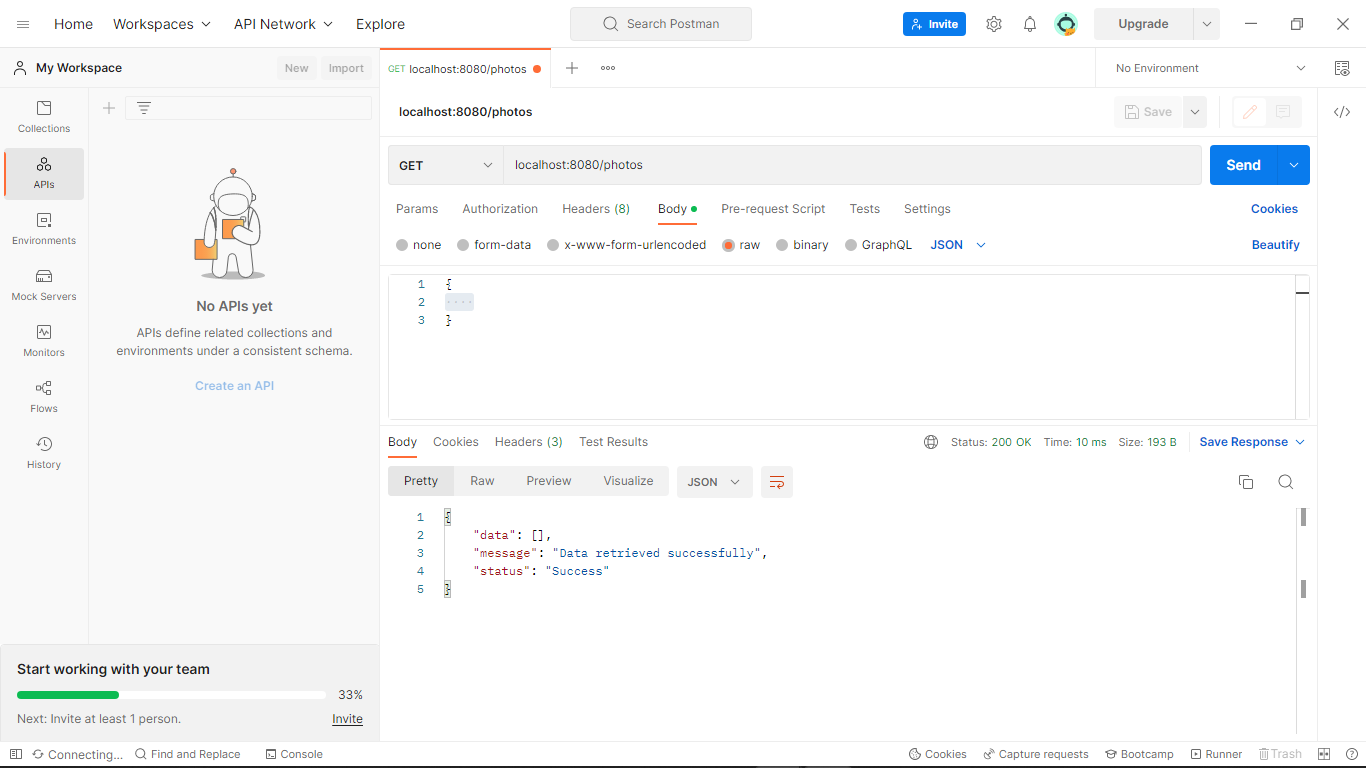 Home Workspaces API Network Explore Search Postman Invite Upgrade
My Workspace New Import
GET localhost:8080/photos No Environment
Collections
APIs
Environments
Mock Servers
Monitors
Flows
History
No APIs yet
APIs define related collections and
environments under a consistent schema.
Create an API
localhost:8080/photos Save
GET localhost:8080/photos Send
Params Authorization Headers (8) Body Pre-request Script Tests Settings Cookies
none form-data x-www-form-urlencoded raw binary GraphQL JSON Beautify
1 {
2 ····
3 }
Body Cookies Headers (3) Test Results Status: 200 OK Time: 10 ms Size: 193 B Save Response
Pretty Raw Preview Visualize JSON
1 {
2 "data": [],
3 "message": "Data retrieved successfully",
4 "status": "Success"
5 }
Start working with your team
33%
Next: Invite at least 1 person. Invite
Connecting... Find and Replace Console Cookies Capture requests Bootcamp Runner Trash